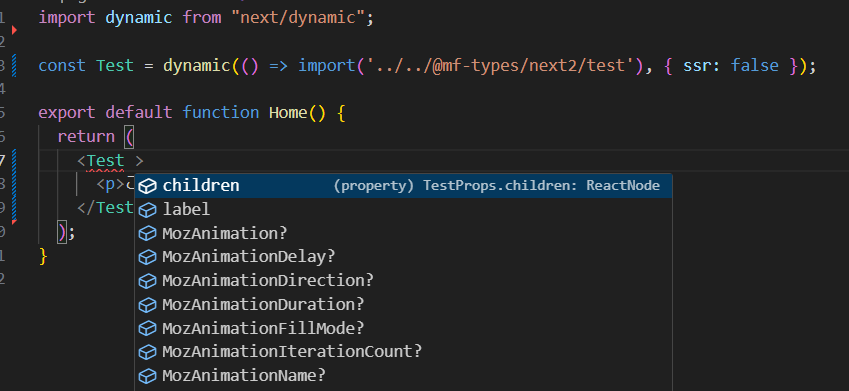 1 import dynamic from "next/dynamic";
2
3 const Test = dynamic(() => import('../../@mf-types/next2/test'), { ssr: false });
4
5 export default function Home() {
6 return (
7 <Test >
8 <p>
9 </Test
0 );
1 }
2
children (property) TestProps.children: ReactNode
label
MozAnimation?
MozAnimationDelay?
MozAnimationDirection?
MozAnimationDuration?
MozAnimationFillMode?
MozAnimationIterationCount?
MozAnimationName?